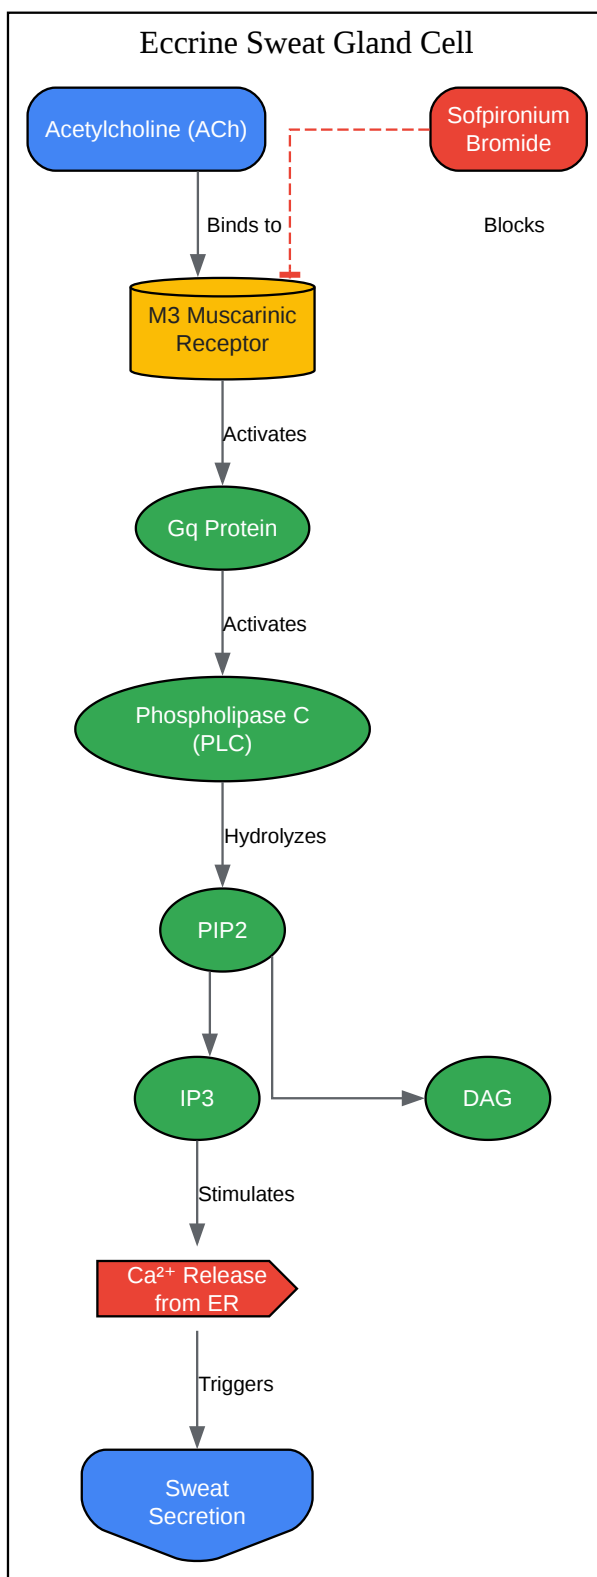 Eccrine Sweat Gland Cell
Acetylcholine (ACh)
Sofpironium
Bromide
Binds to
Blocks
M3 Muscarinic
Receptor
Activates
Gq Protein
Activates
Phospholipase C
(PLC)
Hydrolyzes
PIP2
IP3
DAG
Stimulates
Ca²⁺ Release
from ER
Triggers
Sweat
Secretion